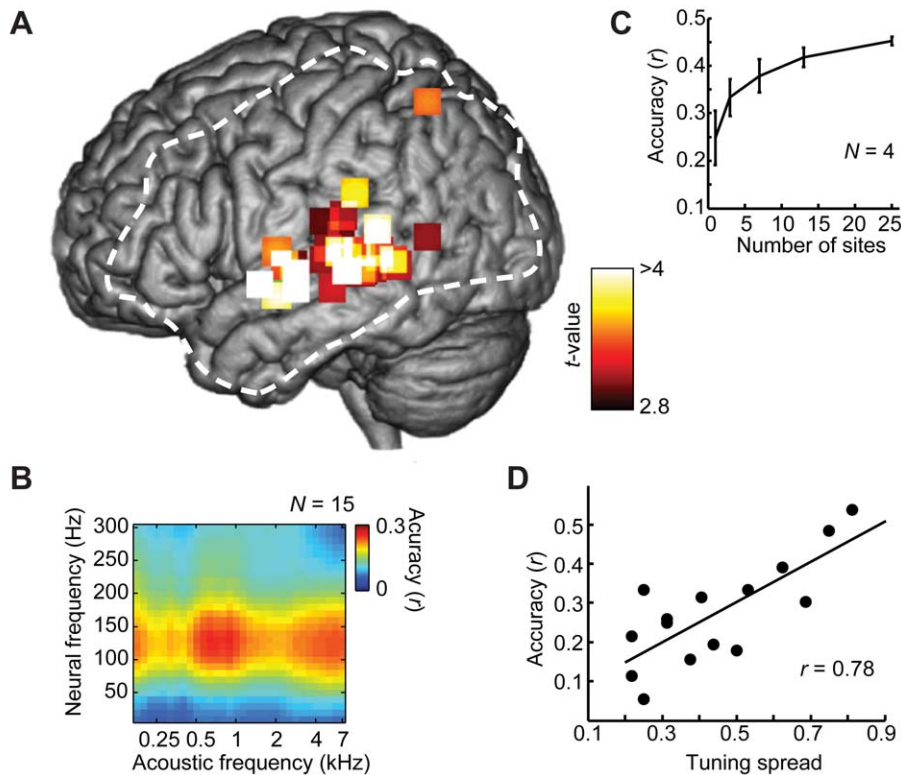 A
C
0.5
0.4
0.3
0.2
0.1
Accuracy (r)
N = 4
0 5 10 15 20 25
Number of sites
>4
t-value
2.8
B
N = 15
300
250
200
150
100
50
Neural frequency (Hz)
0.25 0.5 1 2 4 7
Acoustic frequency (kHz)
0.3
0
Acuracy (r)
D
0.5
0.4
0.3
0.2
0.1
Accuracy (r)
r = 0.78
0.1 0.3 0.5 0.7 0.9
Tuning spread